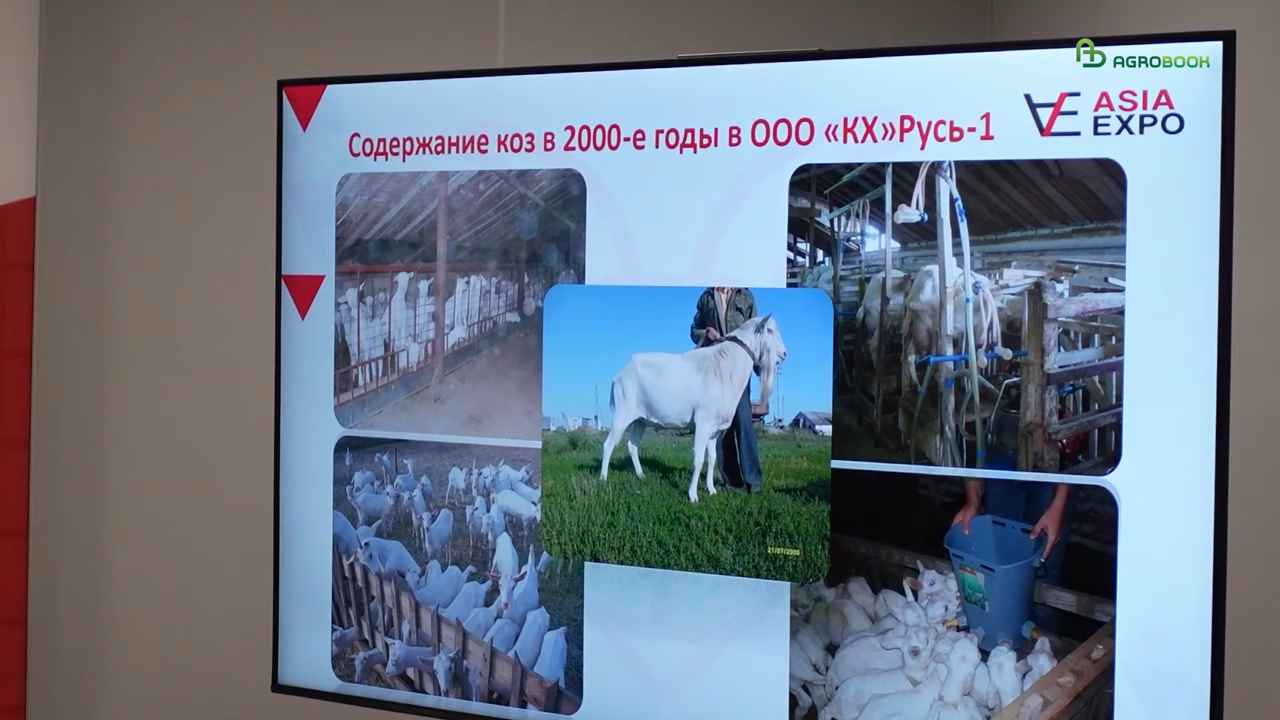 AGROBOOK
ASIA
EXPO
Содержание коз в 2000-е годы в ООО «КХ»Русь-1
21/07/2008